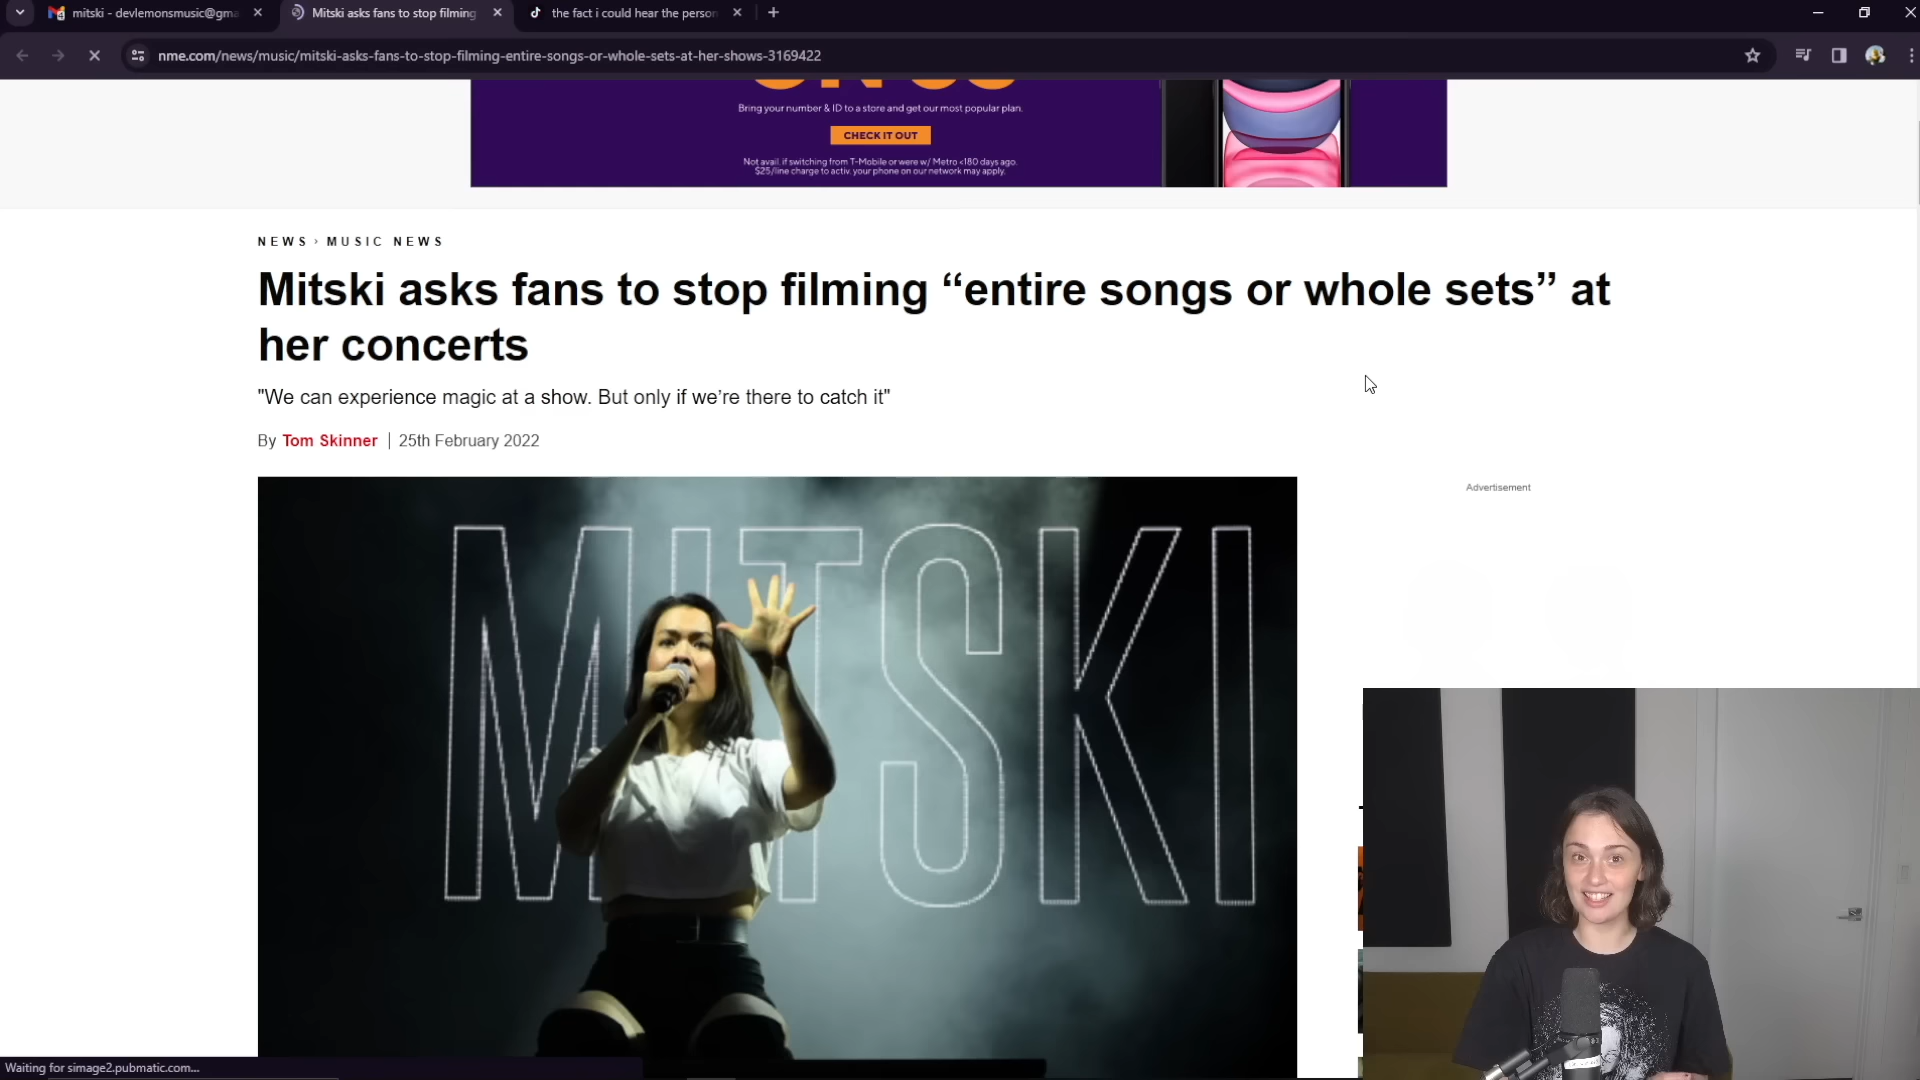 mitski - devlemonsmusic@gma
Mitski asks fans to stop filming
the fact i could hear the person
nme.com/news/music/mitski-asks-fans-to-stop-filming-entire-songs-or-whole-sets-at-her-shows-3169422
Bring your number & ID to a store and get our most popular plan.
CHECK IT OUT
Not avail. if switching from T-Mobile or were w/ Metro <180 days ago.
$25/line charge to activ. your phone on our network may apply.
NEWS › MUSIC NEWS
Mitski asks fans to stop filming “entire songs or whole sets” at
her concerts
"We can experience magic at a show. But only if we’re there to catch it"
By Tom Skinner | 25th February 2022
Advertisement
MITSKI
Waiting for simage2.pubmatic.com...